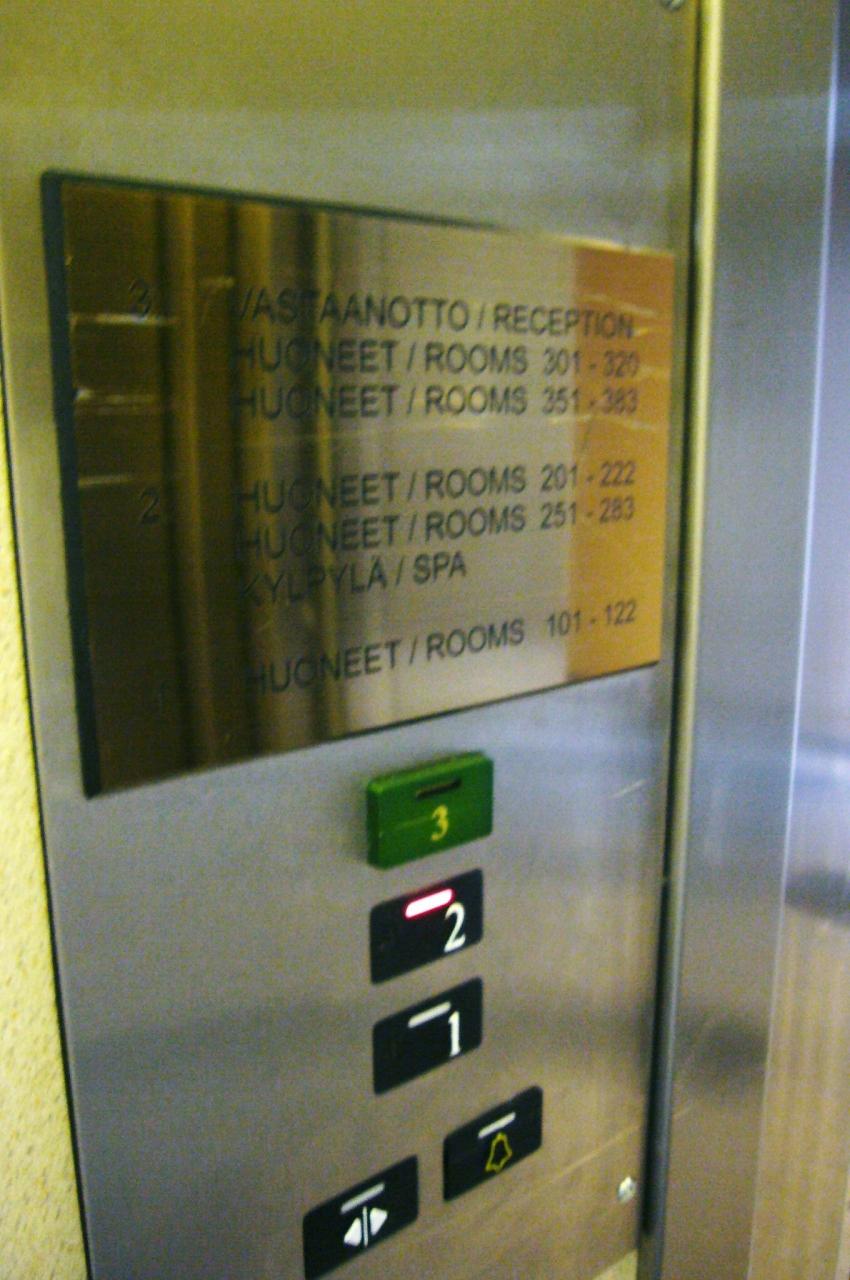 3 VASTAANOTTO / RECEPTION
HUONEET / ROOMS 301 - 320
HUONEET / ROOMS 351 - 383
2 HUONEET / ROOMS 201 - 222
HUONEET / ROOMS 251 - 283
KYLPYLÄ / SPA
1 HUONEET / ROOMS 101 - 122
3
2
1